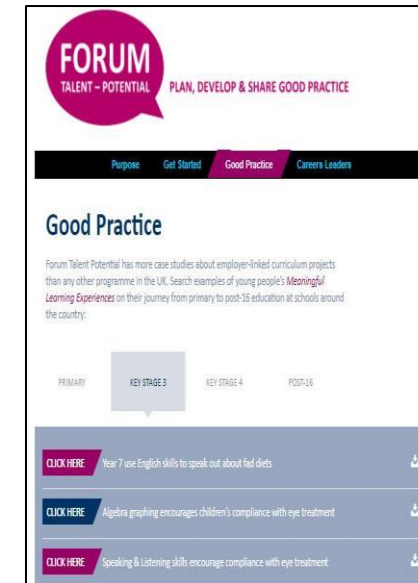 FORUM
TALENT – POTENTIAL
PLAN, DEVELOP & SHARE GOOD PRACTICE
Purpose Get Started Good Practice Careers Leaders
Good Practice
Forum Talent Potential has more case studies about employer-linked curriculum projects
than any other programme in the UK. Search examples of young people's Meaningful
Learning Experiences on their journey from primary to post-16 education at schools around
the country:
PRIMARY KEY STAGE 3 KEY STAGE 4 POST-16
CLICK HERE Year 7 use English skills to speak out about fad diets
CLICK HERE Algebra graphing encourages children's compliance with eye treatment
CLICK HERE Speaking & Listening skills encourage compliance with eye treatment